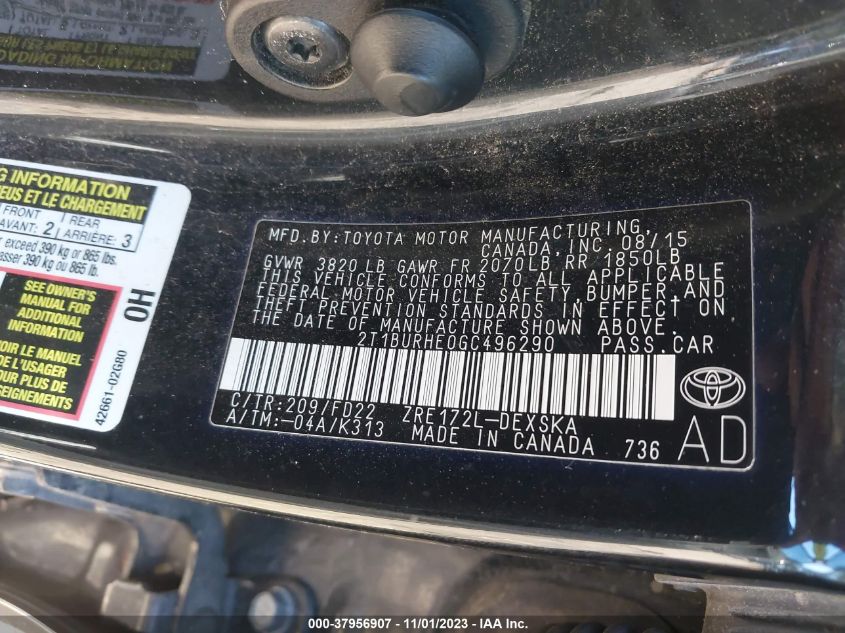 G INFORMATION
NEUS ET LE CHARGEMENT
FRONT
AVANT: 2
REAR
ARRIÈRE: 3
exceed 390 kg or 865 lbs.
passer 390 kg ou 865 lb.
SEE OWNER'S
MANUAL FOR
ADDITIONAL
INFORMATION
VOIR LE MANUEL
DE L'USAGER
POUR PLUS DE
RENSEIGNEMENTS
HO
42661-02G80
MFD.BY:TOYOTA MOTOR MANUFACTURING,
CANADA, INC. 08/15
GVWR 3820 LB GAWR FR 2070LB RR 1850LB
THIS VEHICLE CONFORMS TO ALL APPLICABLE
FEDERAL MOTOR VEHICLE SAFETY, BUMPER, AND
THEFT PREVENTION STANDARDS IN EFFECT ON
THE DATE OF MANUFACTURE SHOWN ABOVE.
2T1BURHE0GC496290 PASS.CAR
C/TR:209/FD22 ZRE172L-DEXSKA
A/TM:-04A/K313 MADE IN CANADA 736
AD
000-37956907 - 11/01/2023 - IAA Inc.